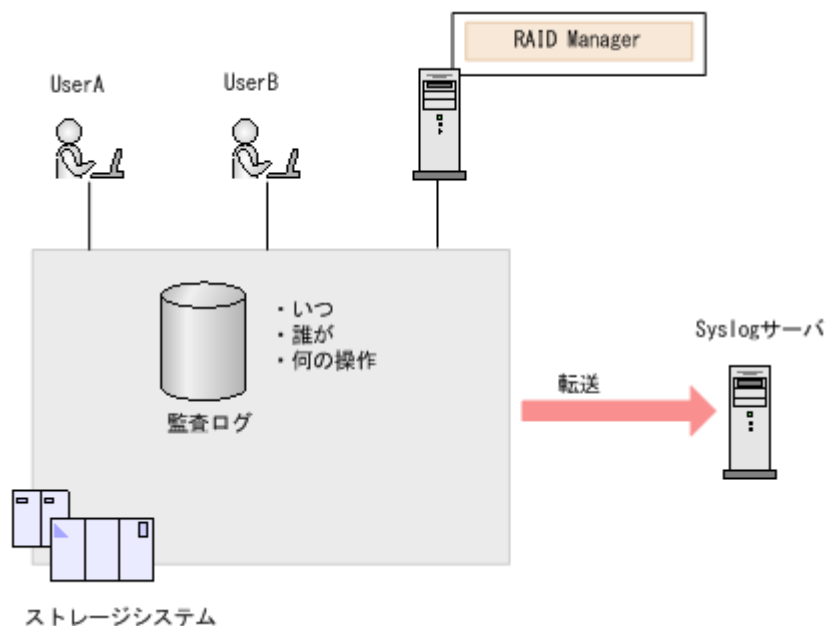 RAID Manager
UserA
UserB
・いつ
・誰が
・何の操作
監査ログ
Syslogサーバ
転送
ストレージシステム